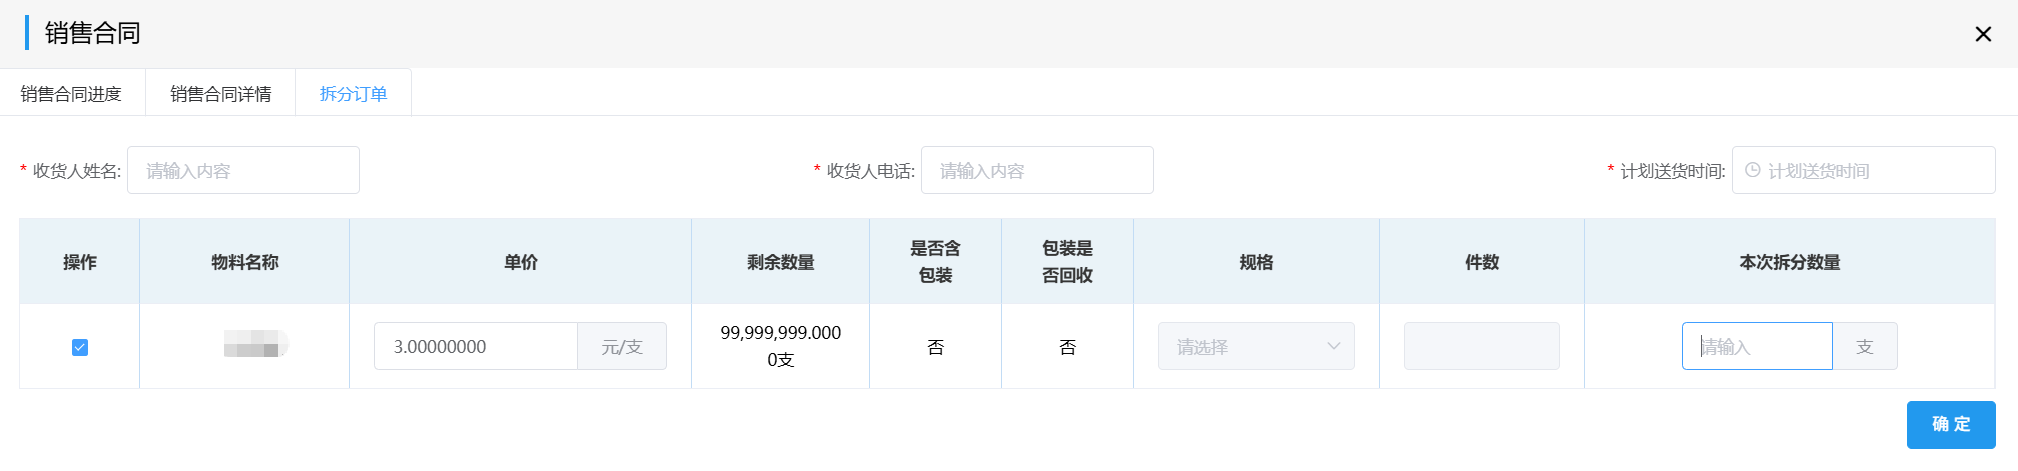 销售合同
销售合同进度
销售合同详情
拆分订单
* 收货人姓名: 请输入内容
* 收货人电话: 请输入内容
* 计划送货时间: 计划送货时间
操作
物料名称
单价
剩余数量
是否含
包装
包装是
否回收
规格
件数
本次拆分数量
3.00000000 元/支
99,999,999.000
0支
否
否
请选择
请输入 支
确 定